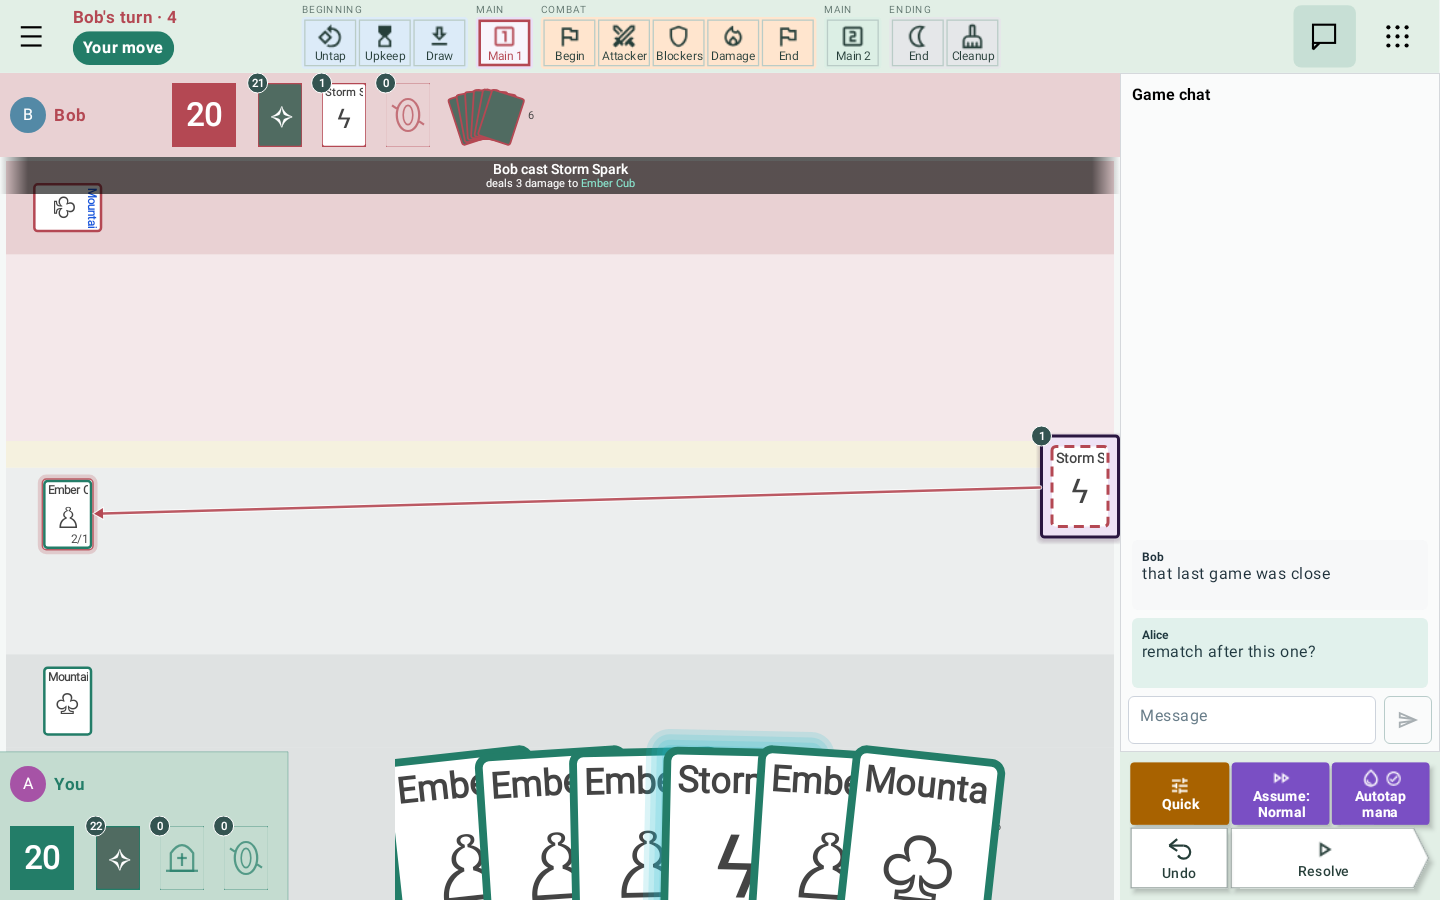 Bob's turn · 4
Your move
BEGINNING
MAIN
COMBAT
MAIN
ENDING
Untap
Upkeep
Draw
1
Main 1
Begin
Attacker
Blockers
Damage
End
2
Main 2
End
Cleanup
B
Bob
20
21
1
Storm S
0
6
Game chat
Bob cast Storm Spark
deals 3 damage to Ember Cub
Mountai
1
Storm S
Ember C
2/1
Bob
that last game was close
Alice
rematch after this one?
Message
Mountai
A
You
20
22
0
0
Embe
Embe
Embe
Storn
Embe
Mounta
Quick
Assume:
Normal
Autotap
mana
Undo
Resolve